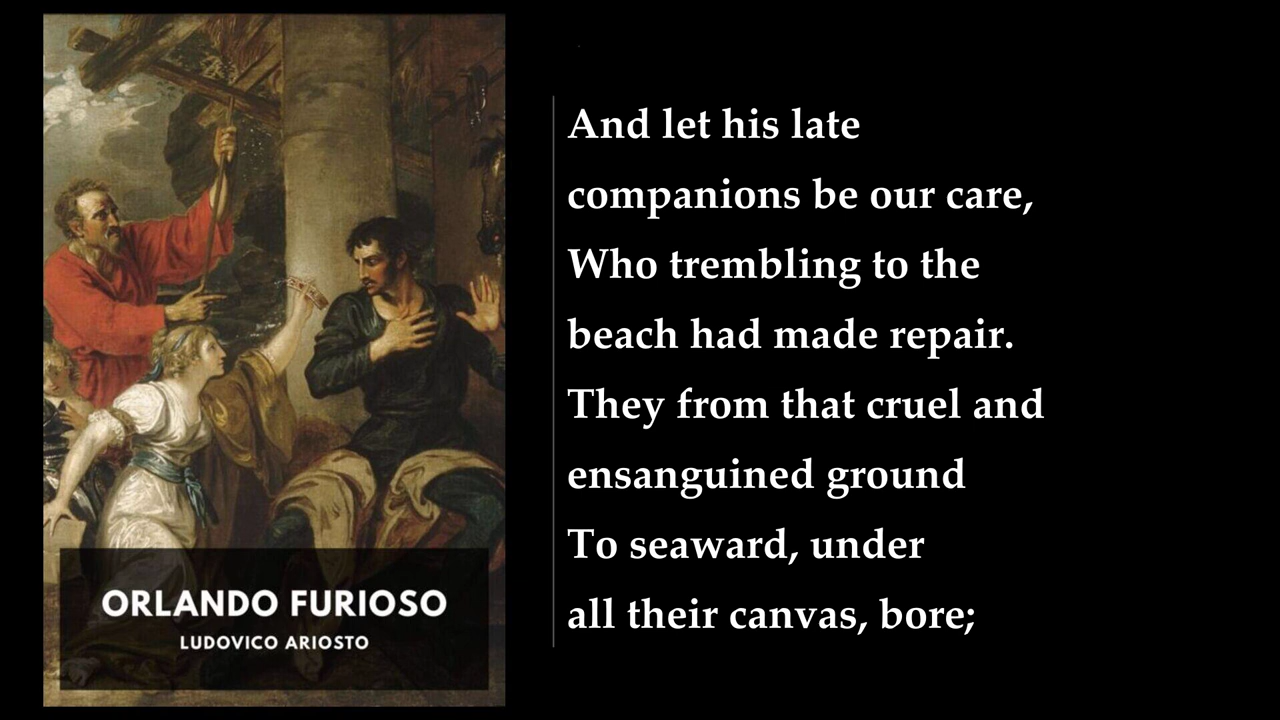 ORLANDO FURIOSO
LUDOVICO ARIOSTO
And let his late
companions be our care,
Who trembling to the
beach had made repair.
They from that cruel and
ensanguined ground
To seaward, under
all their canvas, bore;